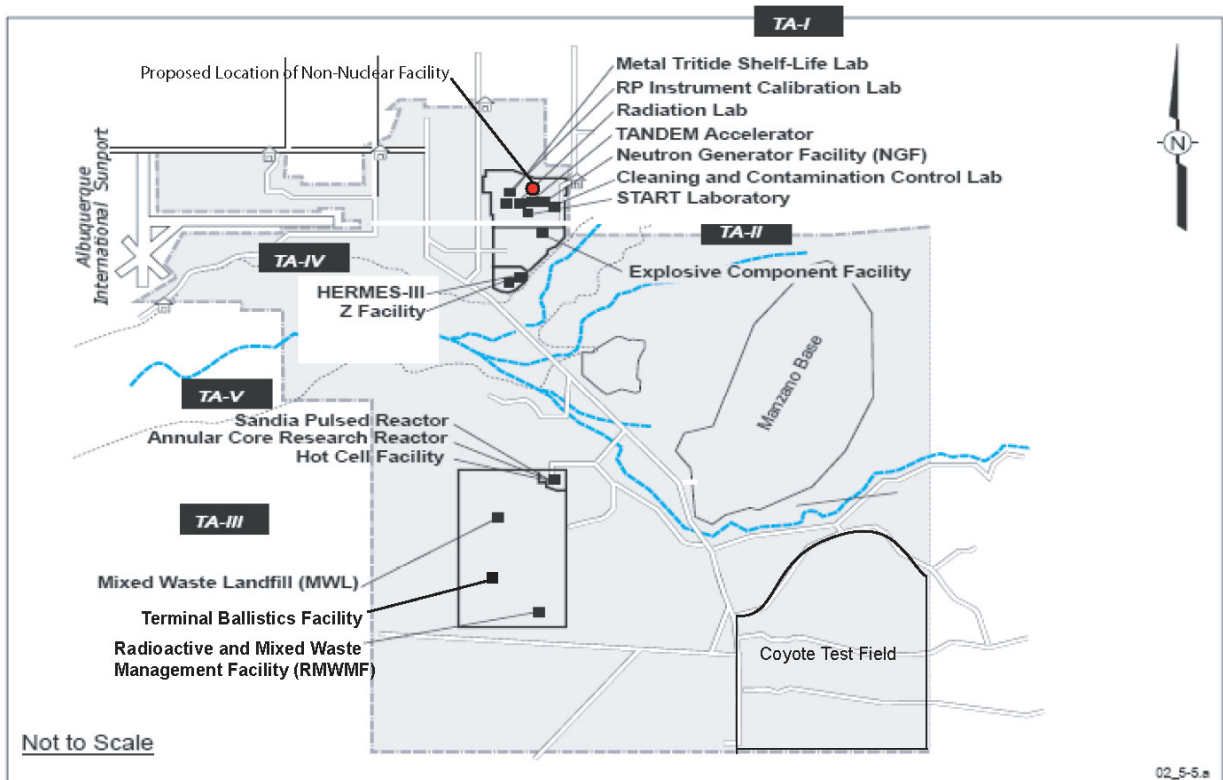 TA-I
Proposed Location of Non-Nuclear Facility
Metal Tritide Shelf-Life Lab
RP Instrument Calibration Lab
Radiation Lab
TANDEM Accelerator
Neutron Generator Facility (NGF)
Cleaning and Contamination Control Lab
START Laboratory
N
Albuquerque
International Sunport
TA-II
TA-IV
Explosive Component Facility
HERMES-III
Z Facility
Manzano Base
TA-V
Sandia Pulsed Reactor
Annular Core Research Reactor
Hot Cell Facility
TA-III
Mixed Waste Landfill (MWL)
Terminal Ballistics Facility
Radioactive and Mixed Waste
Management Facility (RMWMF)
Coyote Test Field
Not to Scale
02_5-5.a